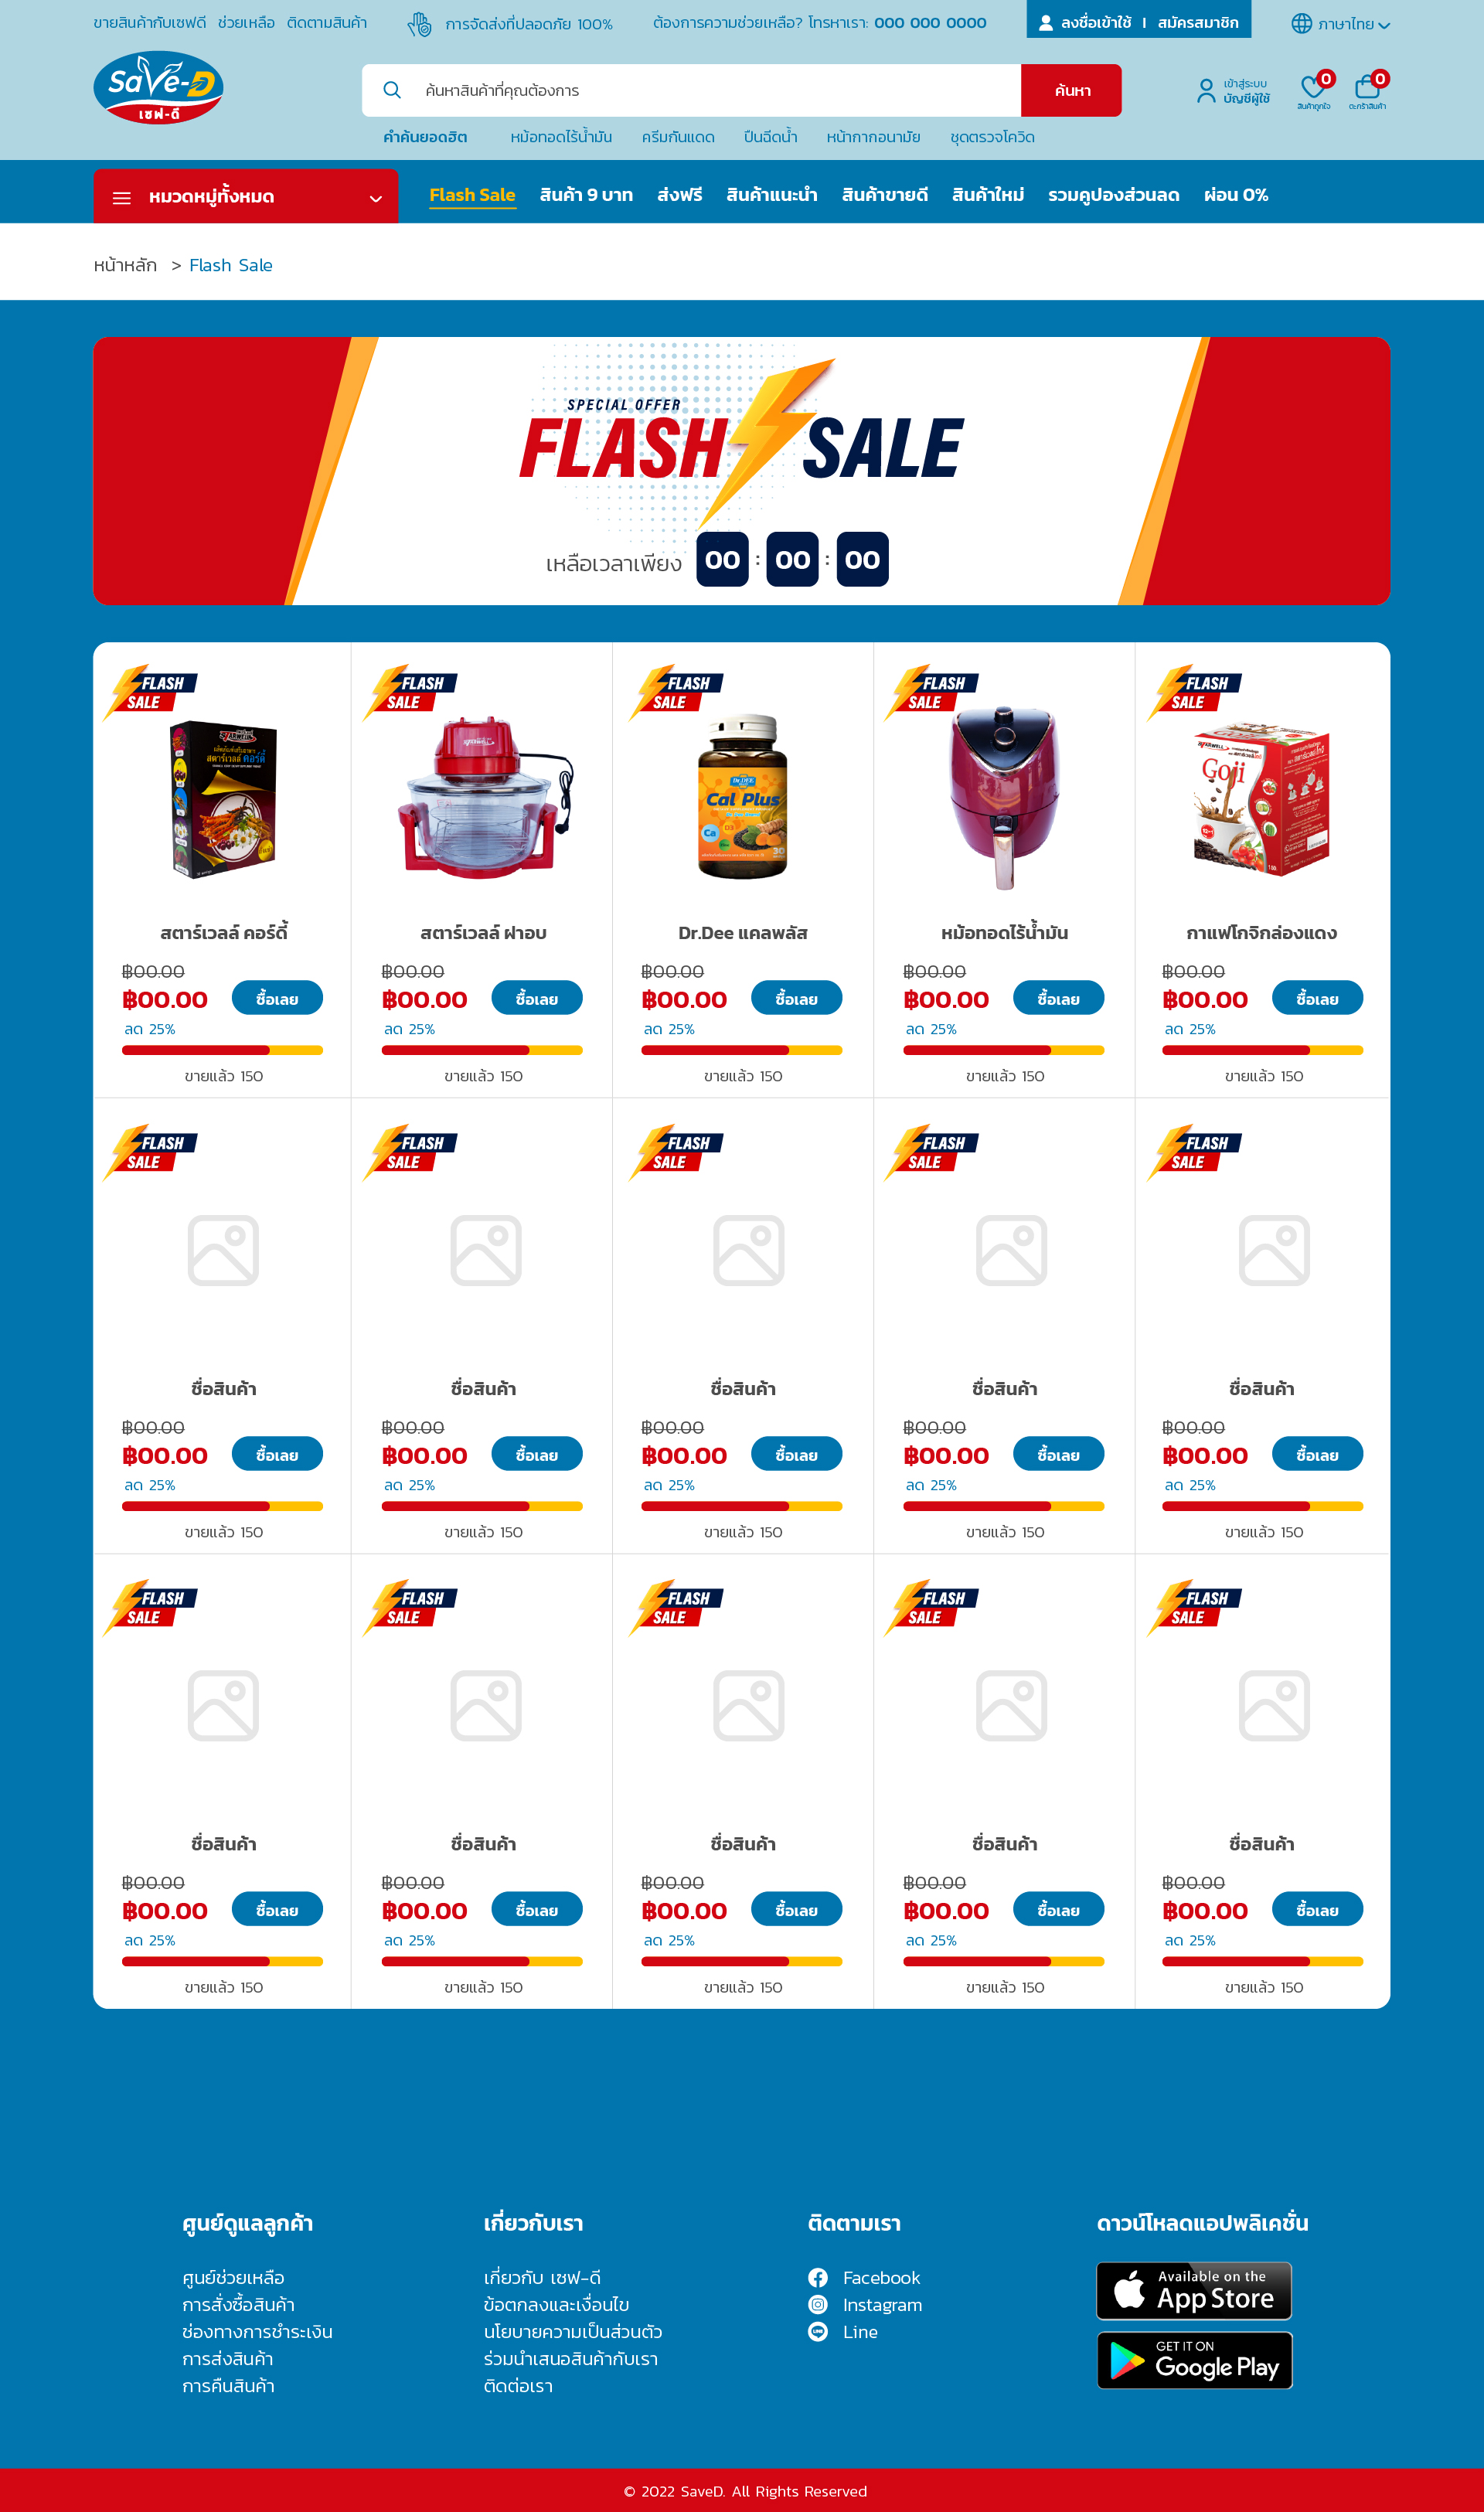 ขายสินค้ากับเซฟดี ช่วยเหลือ ติดตามสินค้า การจัดส่งที่ปลอดภัย 100% ต้องการความช่วยเหลือ? โทรหาเรา: 000 000 0000 ลงชื่อเข้าใช้ I สมัครสมาชิก ภาษาไทย
SaVe-D
เซฟ-ดี
ค้นหาสินค้าที่คุณต้องการ ค้นหา
เข้าสู่ระบบ
บัญชีผู้ใช้
0 0
สินค้าถูกใจ ตะกร้าสินค้า
คำค้นยอดฮิต หม้อทอดไร้น้ำมัน ครีมกันแดด ปืนฉีดน้ำ หน้ากากอนามัย ชุดตรวจโควิด
หมวดหมู่ทั้งหมด Flash Sale สินค้า 9 บาท ส่งฟรี สินค้าแนะนำ สินค้าขายดี สินค้าใหม่ รวมคูปองส่วนลด ผ่อน 0%
หน้าหลัก > Flash Sale
SPECIAL OFFER
FLASH SALE
เหลือเวลาเพียง 00 : 00 : 00
FLASH SALE FLASH SALE FLASH SALE FLASH SALE FLASH SALE
STARWELL
สตาร์เวลล์ คอร์ดี้
Dr.DEE
Cal Plus
Ca D3
30
STARWELL
Goji
สตาร์เวลล์ คอร์ดี้ สตาร์เวลล์ ฝาอบ Dr.Dee แคลพลัส หม้อทอดไร้น้ำมัน กาแฟโกจิกล่องแดง
฿00.00 ฿00.00 ฿00.00 ฿00.00 ฿00.00
฿00.00 ซื้อเลย ฿00.00 ซื้อเลย ฿00.00 ซื้อเลย ฿00.00 ซื้อเลย ฿00.00 ซื้อเลย
ลด 25% ลด 25% ลด 25% ลด 25% ลด 25%
ขายแล้ว 150 ขายแล้ว 150 ขายแล้ว 150 ขายแล้ว 150 ขายแล้ว 150
FLASH SALE FLASH SALE FLASH SALE FLASH SALE FLASH SALE
ชื่อสินค้า ชื่อสินค้า ชื่อสินค้า ชื่อสินค้า ชื่อสินค้า
฿00.00 ฿00.00 ฿00.00 ฿00.00 ฿00.00
฿00.00 ซื้อเลย ฿00.00 ซื้อเลย ฿00.00 ซื้อเลย ฿00.00 ซื้อเลย ฿00.00 ซื้อเลย
ลด 25% ลด 25% ลด 25% ลด 25% ลด 25%
ขายแล้ว 150 ขายแล้ว 150 ขายแล้ว 150 ขายแล้ว 150 ขายแล้ว 150
FLASH SALE FLASH SALE FLASH SALE FLASH SALE FLASH SALE
ชื่อสินค้า ชื่อสินค้า ชื่อสินค้า ชื่อสินค้า ชื่อสินค้า
฿00.00 ฿00.00 ฿00.00 ฿00.00 ฿00.00
฿00.00 ซื้อเลย ฿00.00 ซื้อเลย ฿00.00 ซื้อเลย ฿00.00 ซื้อเลย ฿00.00 ซื้อเลย
ลด 25% ลด 25% ลด 25% ลด 25% ลด 25%
ขายแล้ว 150 ขายแล้ว 150 ขายแล้ว 150 ขายแล้ว 150 ขายแล้ว 150
ศูนย์ดูแลลูกค้า
ศูนย์ช่วยเหลือ
การสั่งซื้อสินค้า
ช่องทางการชำระเงิน
การส่งสินค้า
การคืนสินค้า
เกี่ยวกับเรา
เกี่ยวกับ เซฟ-ดี
ข้อตกลงและเงื่อนไข
นโยบายความเป็นส่วนตัว
ร่วมนำเสนอสินค้ากับเรา
ติดต่อเรา
ติดตามเรา
Facebook
Instagram
Line
ดาวน์โหลดแอปพลิเคชั่น
Available on the
App Store
GET IT ON
Google Play
© 2022 SaveD. All Rights Reserved